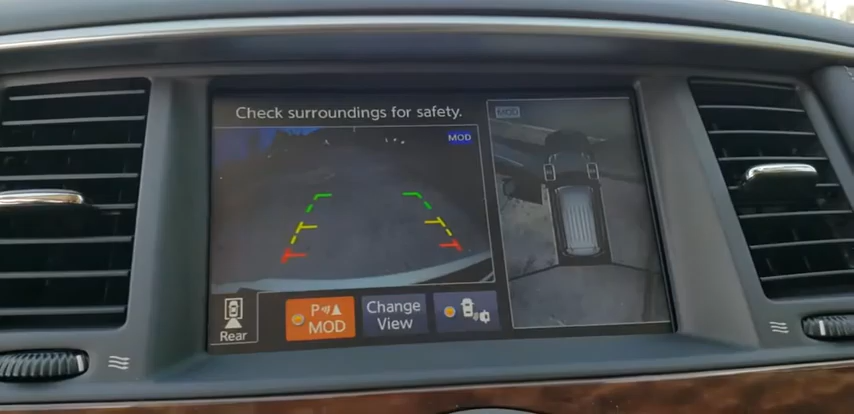 Check surroundings for safety.
MOD
MOD
Rear
P
MOD
Change
View